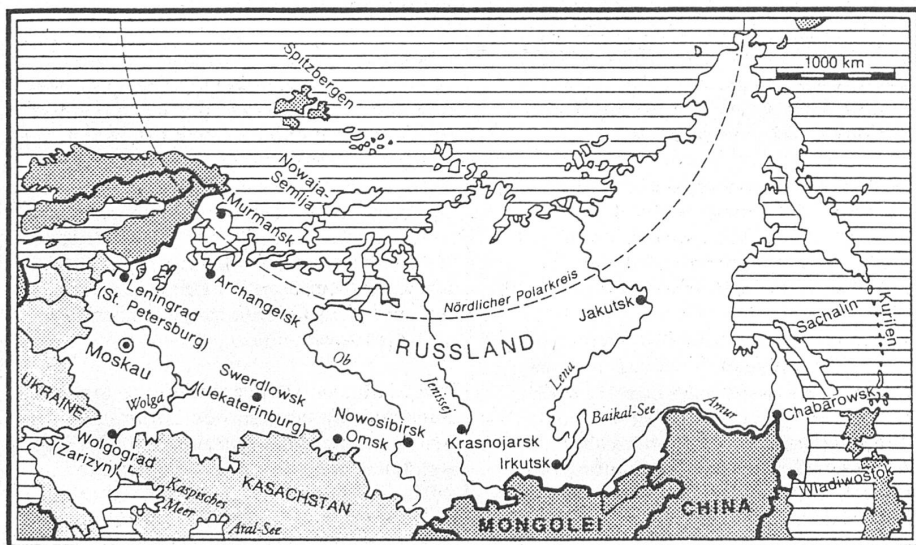 Spitzbergen
1000 km
Nowaja-
Semlja
Murmansk
Archangelsk
Leningrad
(St. Petersburg)
Nördlicher Polarkreis
Jakutsk
Sachalin
Kurilen
RUSSLAND
Moskau
Ob
Jenissej
Lena
UKRAINE
Wolga
Swerdlowsk
(Jekaterinburg)
Nowosibirsk
Omsk
Krasnojarsk
Irkutsk
Baikal-See
Amur
Chabarowsk
Wolgograd
(Zarizyn)
KASACHSTAN
Kaspisches
Meer
Aral-See
MONGOLEI
CHINA
Wladiwostok